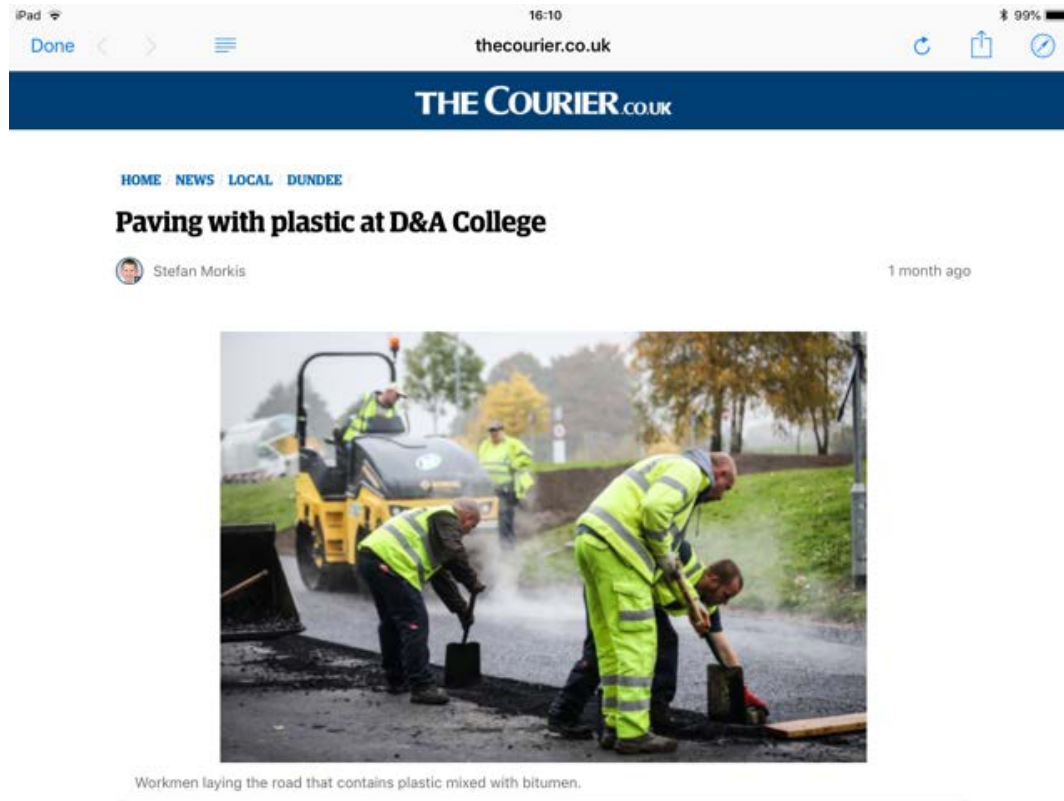 iPad 16:10 99%
Done thecourier.co.uk
THE COURIER.CO.UK
HOME / NEWS / LOCAL / DUNDEE /
Paving with plastic at D&A College
Stefan Morkis 1 month ago
Workmen laying the road that contains plastic mixed with bitumen.